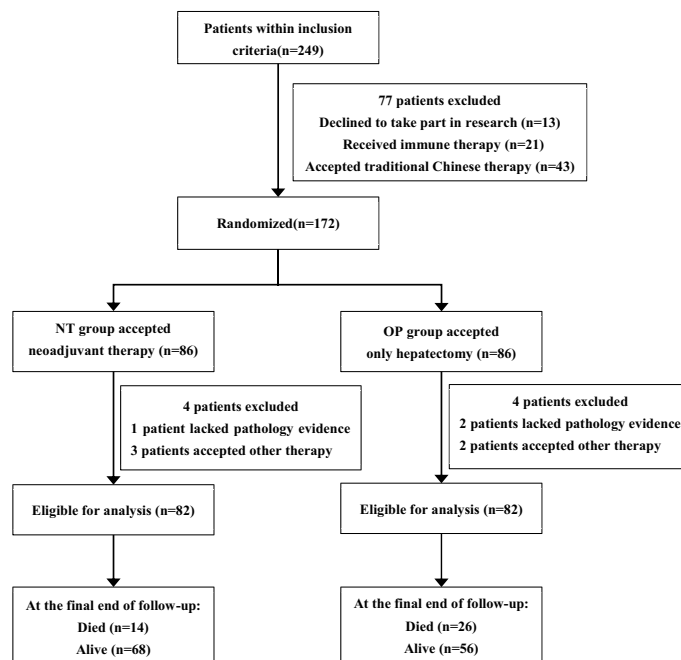 Patients within inclusion
criteria(n=249)
77 patients excluded
Declined to take part in research (n=13)
Received immune therapy (n=21)
Accepted traditional Chinese therapy (n=43)
Randomized(n=172)
NT group accepted
neoadjuvant therapy (n=86)
OP group accepted
only hepatectomy (n=86)
4 patients excluded
1 patient lacked pathology evidence
3 patients accepted other therapy
4 patients excluded
2 patients lacked pathology evidence
2 patients accepted other therapy
Eligible for analysis (n=82)
Eligible for analysis (n=82)
At the final end of follow-up:
Died (n=14)
Alive (n=68)
At the final end of follow-up:
Died (n=26)
Alive (n=56)